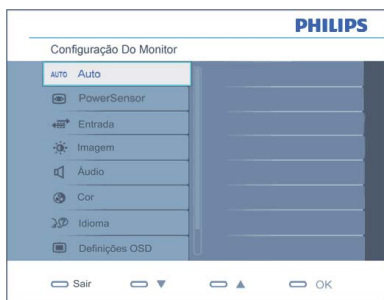 PHILIPS
Configuração Do Monitor
AUTO Auto
PowerSensor
Entrada
Imagem
Áudio
Cor
Idioma
Definições OSD
Sair ▼ ▲ OK